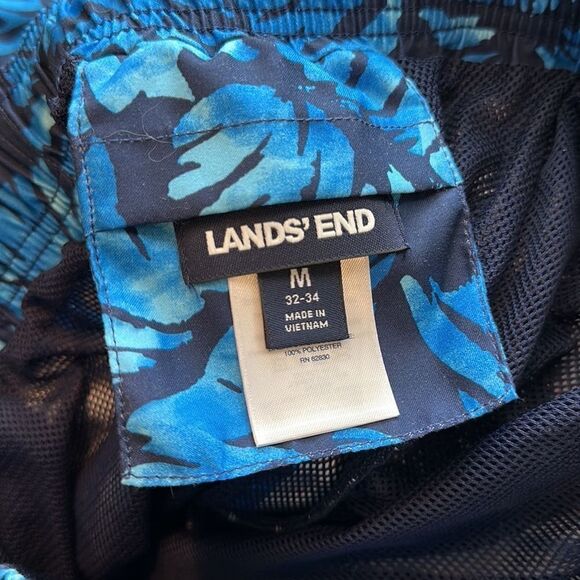 LANDS' END
M
32-34
MADE IN
VIETNAM
100% POLYESTER
RN 62830